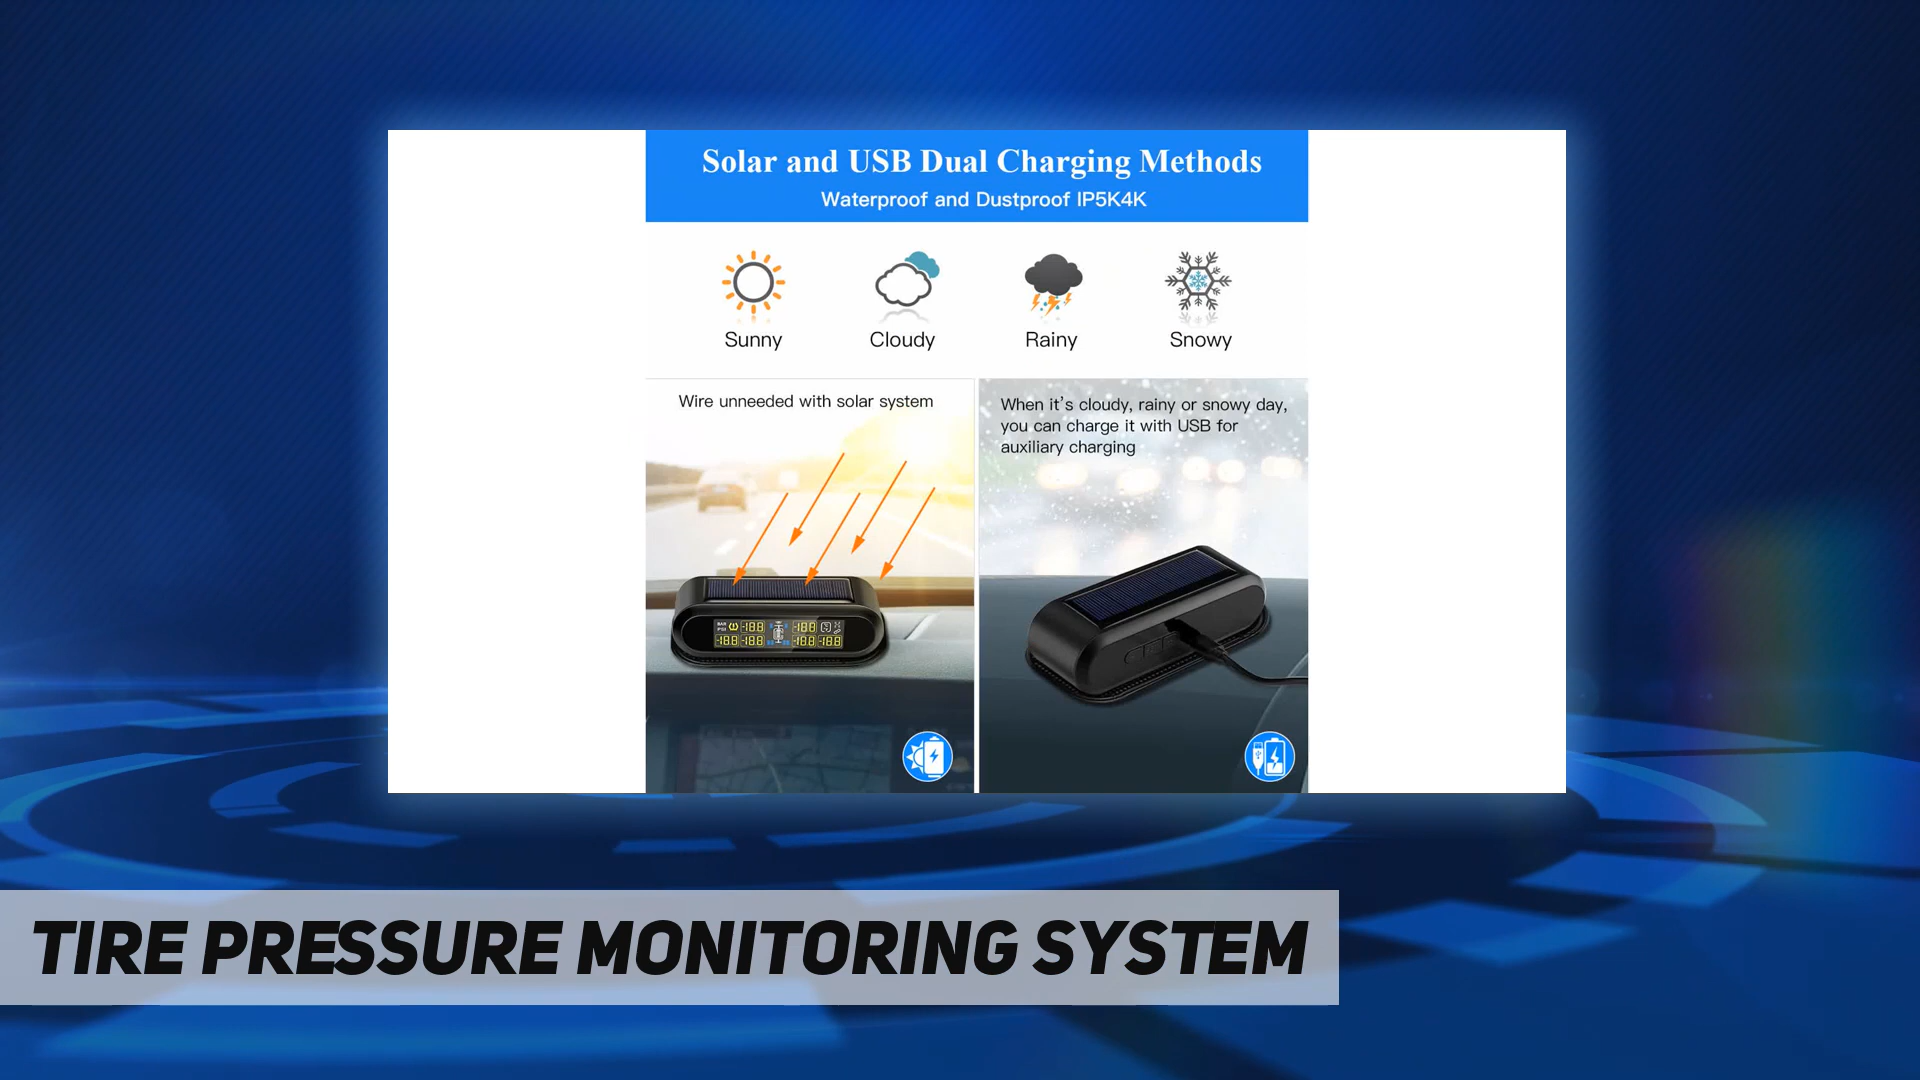 Solar and USB Dual Charging Methods
Waterproof and Dustproof IP5K4K
Sunny
Cloudy
Rainy
Snowy
Wire unneeded with solar system
When it's cloudy, rainy or snowy day,
you can charge it with USB for
auxiliary charging
BAR
PSI
TIRE PRESSURE MONITORING SYSTEM